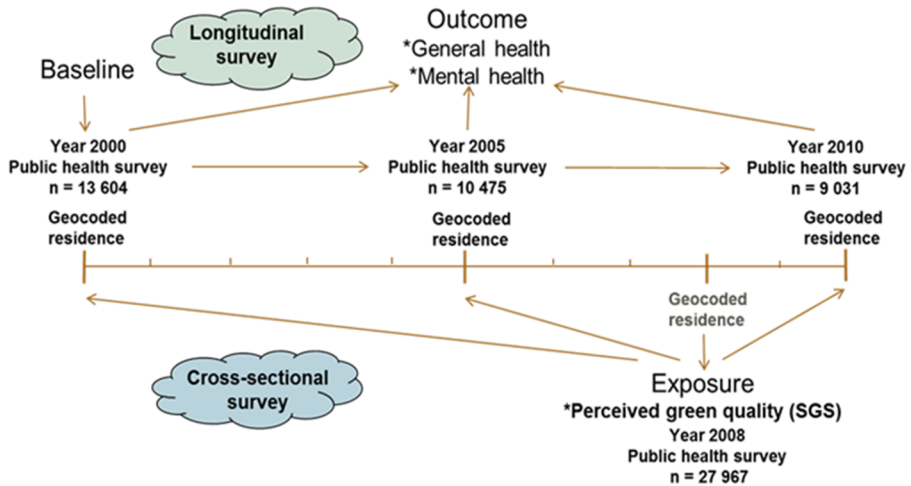 Longitudinal
survey
Outcome
*General health
*Mental health
Baseline
Year 2000
Public health survey
n = 13 604
Year 2005
Public health survey
n = 10 475
Year 2010
Public health survey
n = 9 031
Geocoded
residence
Geocoded
residence
Geocoded
residence
Geocoded
residence
Cross-sectional
survey
Exposure
*Perceived green quality (SGS)
Year 2008
Public health survey
n = 27 967